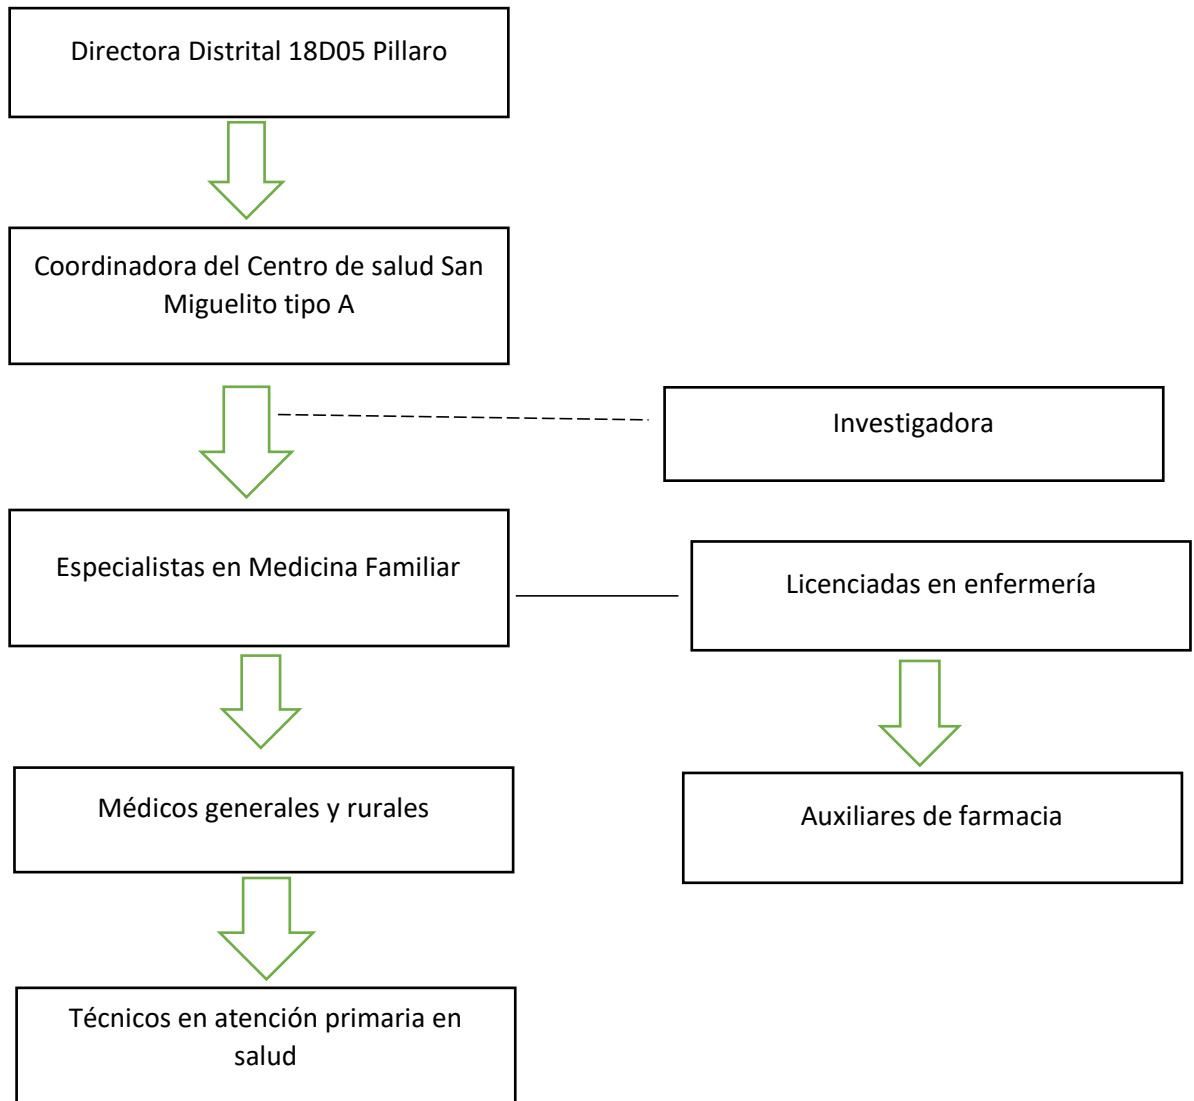 Directora Distrital 18D05 Pillaro
Coordinadora del Centro de salud San
Miguelito tipo A
Investigadora
Especialistas en Medicina Familiar
Licenciadas en enfermería
Médicos generales y rurales
Auxiliares de farmacia
Técnicos en atención primaria en
salud